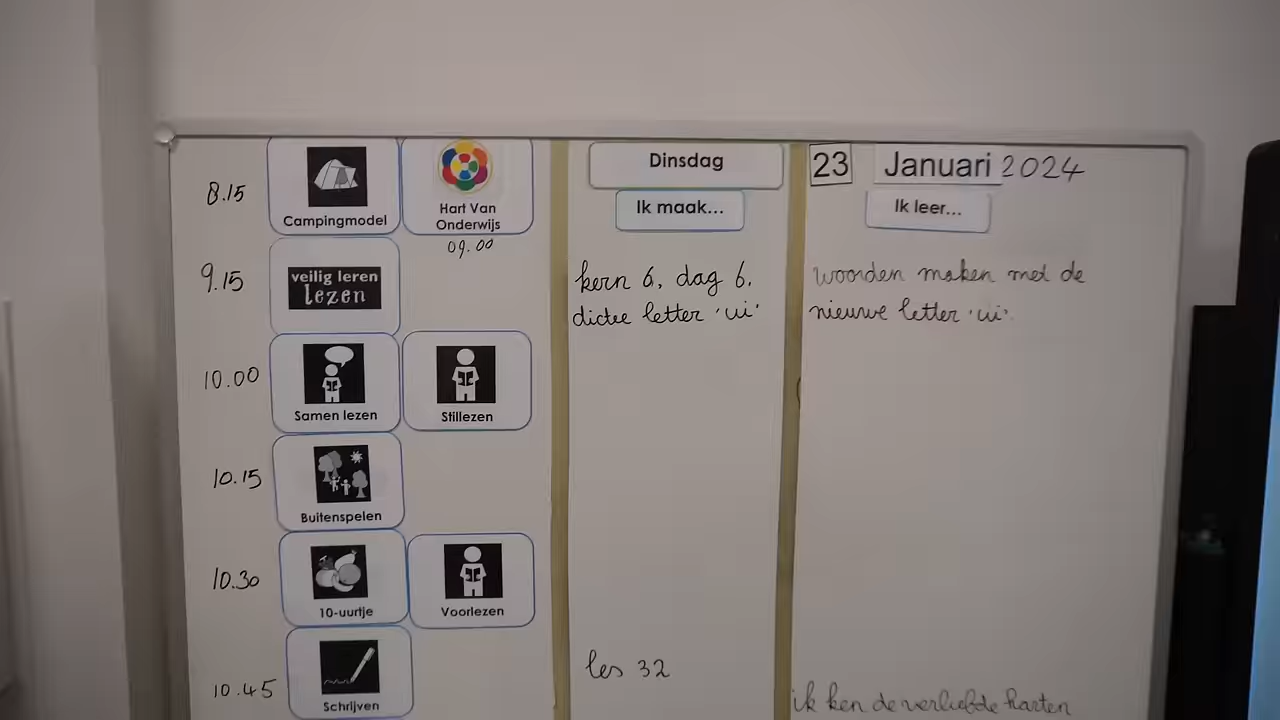 Dinsdag
23 Januari 2024
Ik maak...
Ik leer...
8.15
Campingmodel
Hart Van
Onderwijs
09.00
9.15
veilig leren
lezen
kern 6, dag 6.
dictee letter 'ui'
woorden maken met de
nieuwe letter 'ui'.
10.00
Samen lezen
Stillezen
10.15
Buitenspelen
10.30
10-uurtje
Voorlezen
10.45
Schrijven
les 32
ik ken de verliefde harten